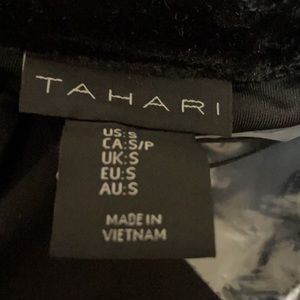 TAHARI
US:S
CA:S/P
UK:S
EU:S
AU:S
MADE IN
VIETNAM